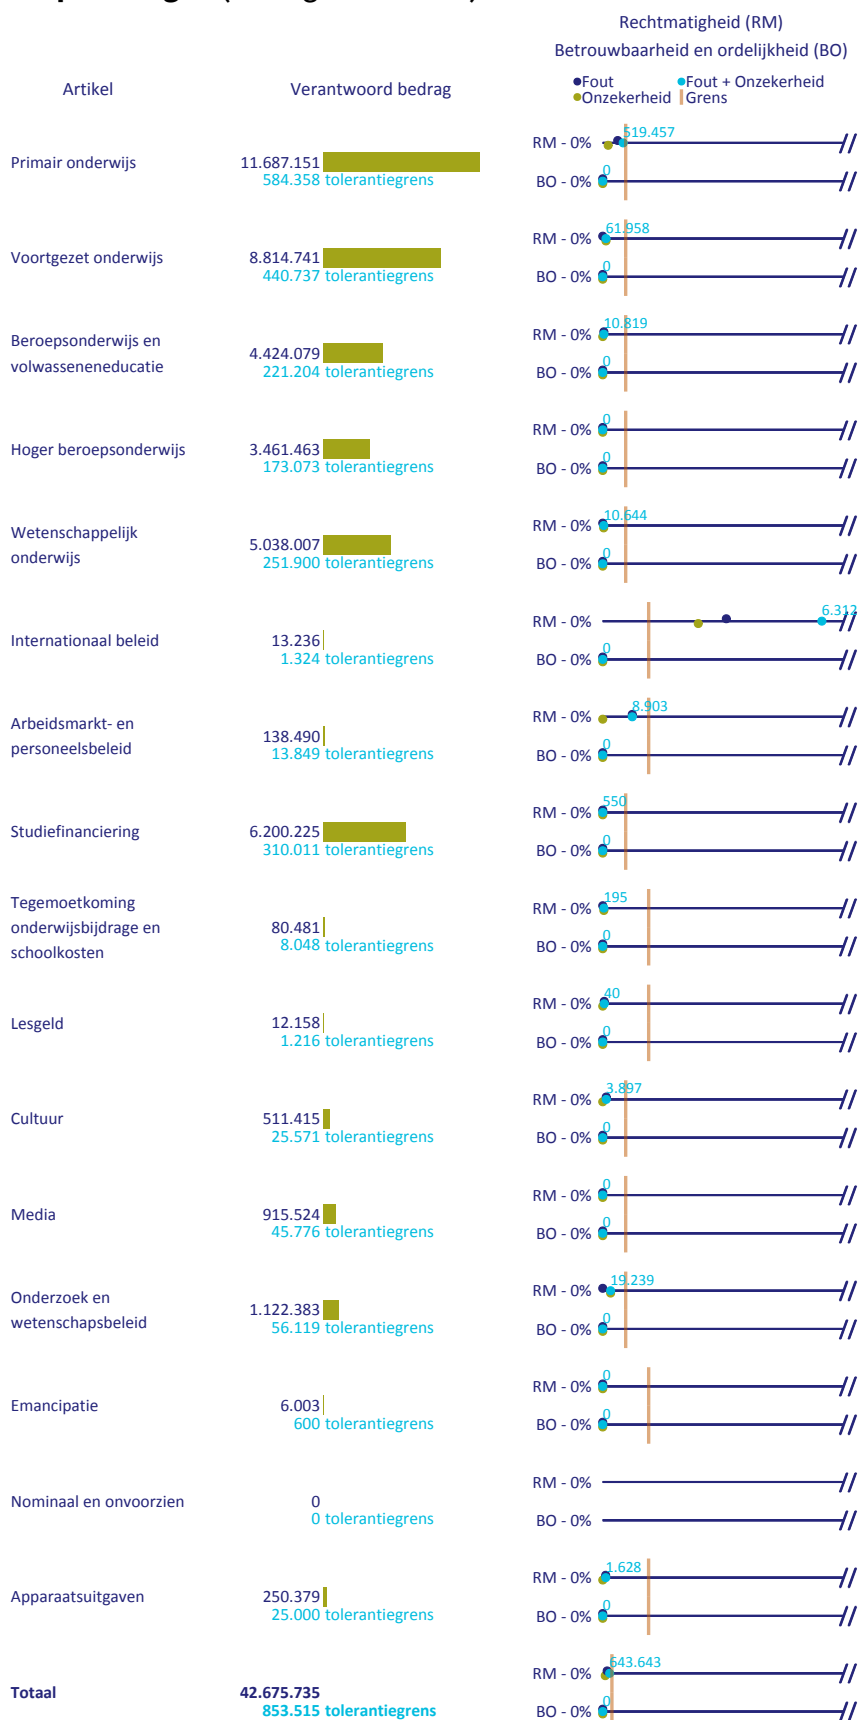 Rechtmatigheid (RM)
Betrouwbaarheid en ordelijkheid (BO)
Artikel
Verantwoord bedrag
Fout
Fout + Onzekerheid
Onzekerheid
Grens
Primair onderwijs
11.687.151
584.358 tolerantiegrens
RM - 0%
519.457
BO - 0%
0
Voortgezet onderwijs
8.814.741
440.737 tolerantiegrens
RM - 0%
61.958
BO - 0%
0
Beroepsonderwijs en
volwasseneneducatie
4.424.079
221.204 tolerantiegrens
RM - 0%
10.819
BO - 0%
0
Hoger beroepsonderwijs
3.461.463
173.073 tolerantiegrens
RM - 0%
0
BO - 0%
0
Wetenschappelijk
onderwijs
5.038.007
251.900 tolerantiegrens
RM - 0%
10.644
BO - 0%
0
Internationaal beleid
13.236
1.324 tolerantiegrens
RM - 0%
6.312
BO - 0%
0
Arbeidsmarkt- en
personeelsbeleid
138.490
13.849 tolerantiegrens
RM - 0%
8.903
BO - 0%
0
Studiefinanciering
6.200.225
310.011 tolerantiegrens
RM - 0%
550
BO - 0%
0
Tegemoetkoming
onderwijsbijdrage en
schoolkosten
80.481
8.048 tolerantiegrens
RM - 0%
195
BO - 0%
0
Lesgeld
12.158
1.216 tolerantiegrens
RM - 0%
40
BO - 0%
0
Cultuur
511.415
25.571 tolerantiegrens
RM - 0%
3.897
BO - 0%
0
Media
915.524
45.776 tolerantiegrens
RM - 0%
0
BO - 0%
0
Onderzoek en
wetenschapsbeleid
1.122.383
56.119 tolerantiegrens
RM - 0%
19.239
BO - 0%
0
Emancipatie
6.003
600 tolerantiegrens
RM - 0%
0
BO - 0%
0
Nominaal en onvoorzien
0
0 tolerantiegrens
RM - 0%
BO - 0%
Apparaatsuitgaven
250.379
25.000 tolerantiegrens
RM - 0%
1.628
BO - 0%
0
Totaal
42.675.735
853.515 tolerantiegrens
RM - 0%
643.643
BO - 0%
0